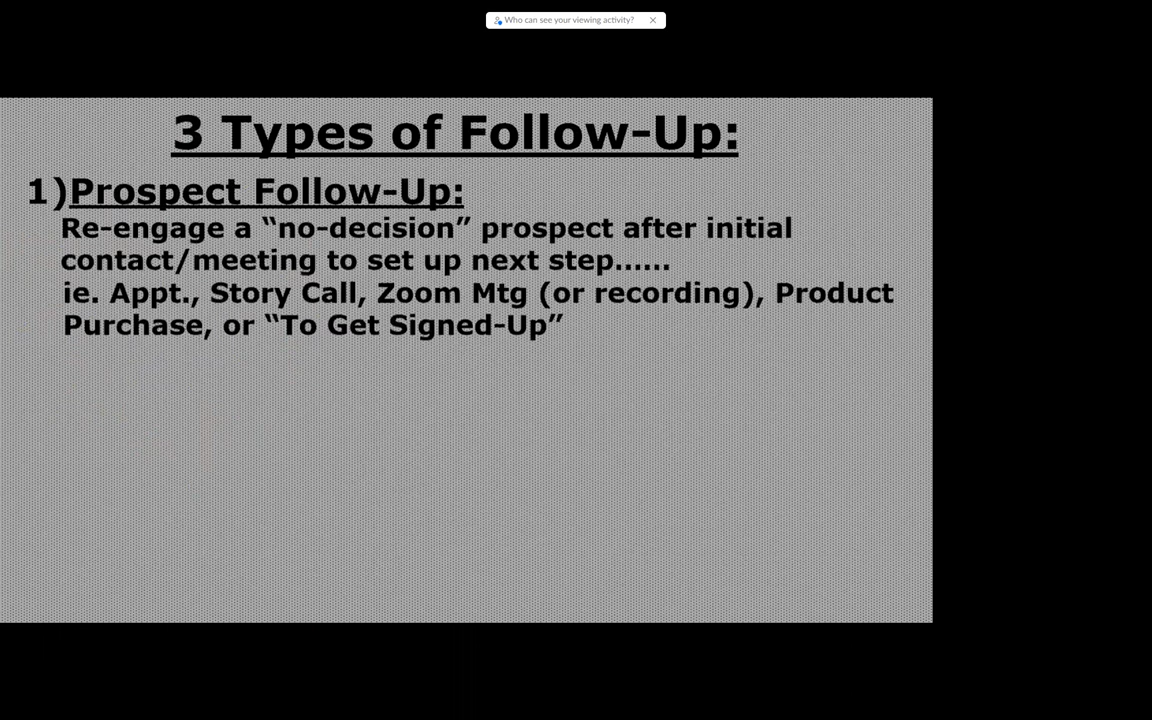 Who can see your viewing activity?
3 Types of Follow-Up:
1)Prospect Follow-Up:
Re-engage a “no-decision” prospect after initial
contact/meeting to set up next step......
ie. Appt., Story Call, Zoom Mtg (or recording), Product
Purchase, or “To Get Signed-Up”